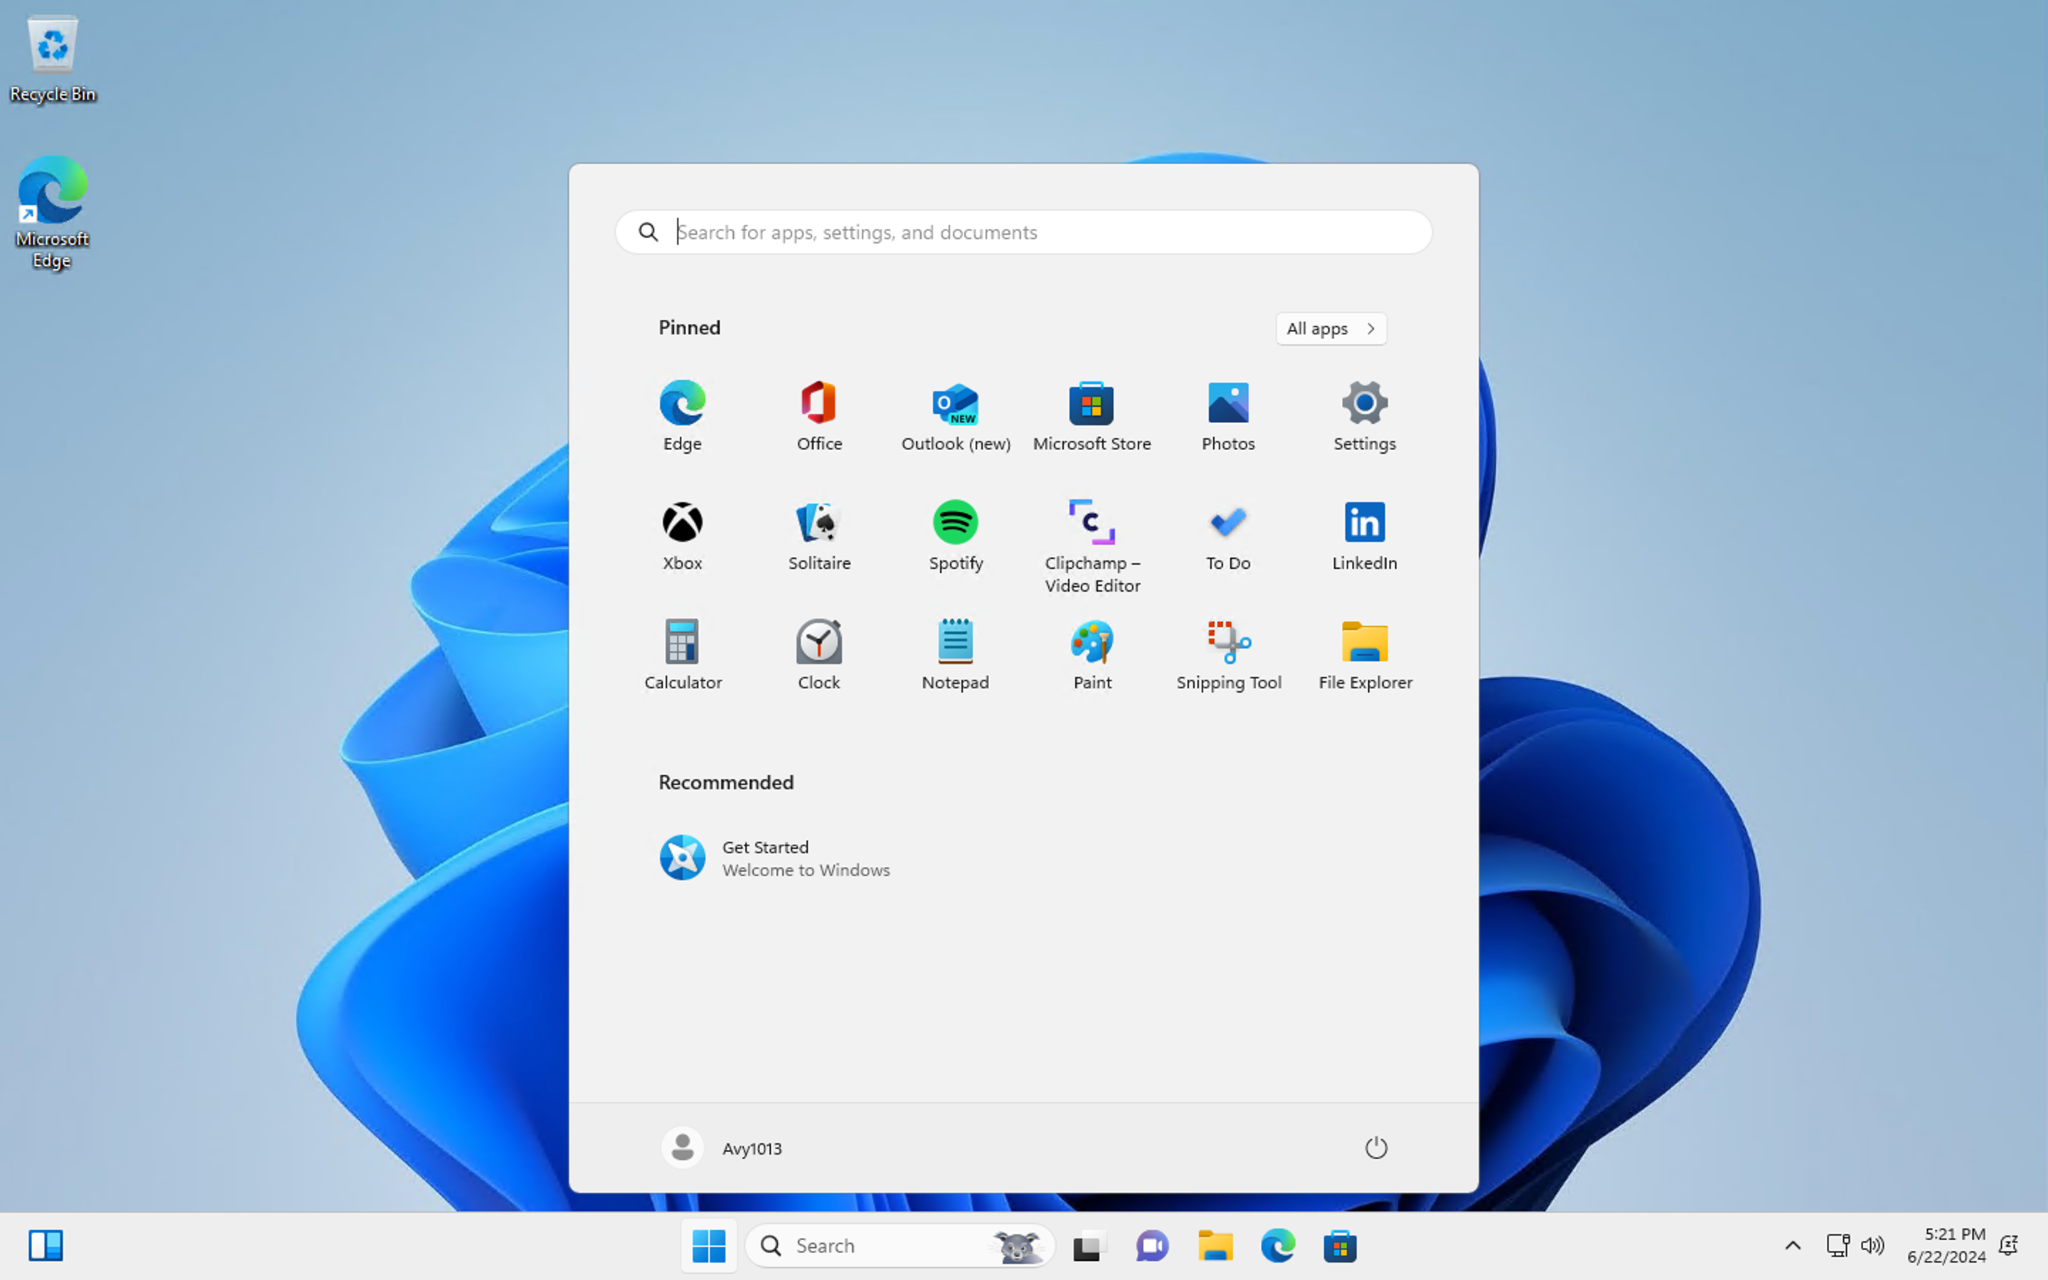 Recycle Bin
Microsoft
Edge
Search for apps, settings, and documents
Pinned
All apps
Edge
Office
Outlook (new)
Microsoft Store
Photos
Settings
Xbox
Solitaire
Spotify
Clipchamp –
Video Editor
To Do
LinkedIn
Calculator
Clock
Notepad
Paint
Snipping Tool
File Explorer
Recommended
Get Started
Welcome to Windows
Avy1013
Search
5:21 PM
6/22/2024